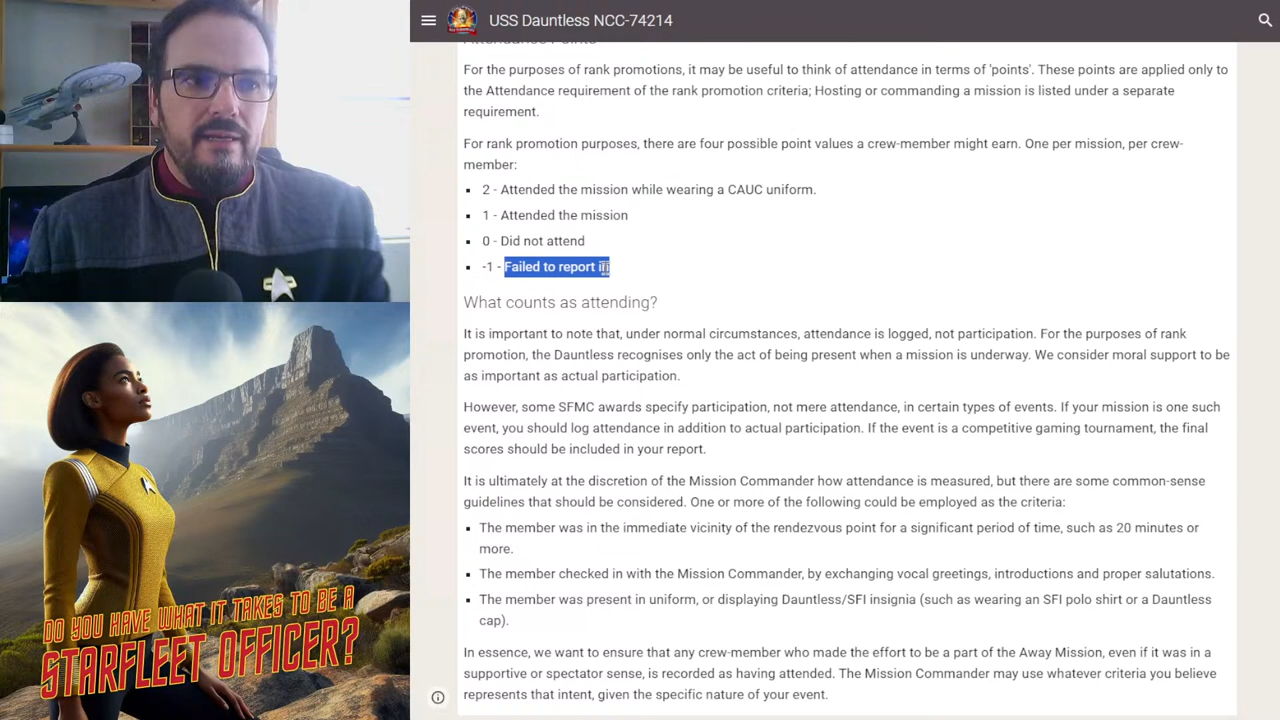 USS Dauntless NCC-74214
Attendance Points
For the purposes of rank promotions, it may be useful to think of attendance in terms of 'points'. These points are applied only to
the Attendance requirement of the rank promotion criteria; Hosting or commanding a mission is listed under a separate
requirement.
For rank promotion purposes, there are four possible point values a crew-member might earn. One per mission, per crew-
member:
2 - Attended the mission while wearing a CAUC uniform.
1 - Attended the mission
0 - Did not attend
-1 - Failed to report in
What counts as attending?
It is important to note that, under normal circumstances, attendance is logged, not participation. For the purposes of rank
promotion, the Dauntless recognises only the act of being present when a mission is underway. We consider moral support to be
as important as actual participation.
However, some SFMC awards specify participation, not mere attendance, in certain types of events. If your mission is one such
event, you should log attendance in addition to actual participation. If the event is a competitive gaming tournament, the final
scores should be included in your report.
It is ultimately at the discretion of the Mission Commander how attendance is measured, but there are some common-sense
guidelines that should be considered. One or more of the following could be employed as the criteria:
The member was in the immediate vicinity of the rendezvous point for a significant period of time, such as 20 minutes or
more.
The member checked in with the Mission Commander, by exchanging vocal greetings, introductions and proper salutations.
The member was present in uniform, or displaying Dauntless/SFI insignia (such as wearing an SFI polo shirt or a Dauntless
cap).
In essence, we want to ensure that any crew-member who made the effort to be a part of the Away Mission, even if it was in a
supportive or spectator sense, is recorded as having attended. The Mission Commander may use whatever criteria you believe
represents that intent, given the specific nature of your event.
DO YOU HAVE WHAT IT TAKES TO BE A
STARFLEET OFFICER?